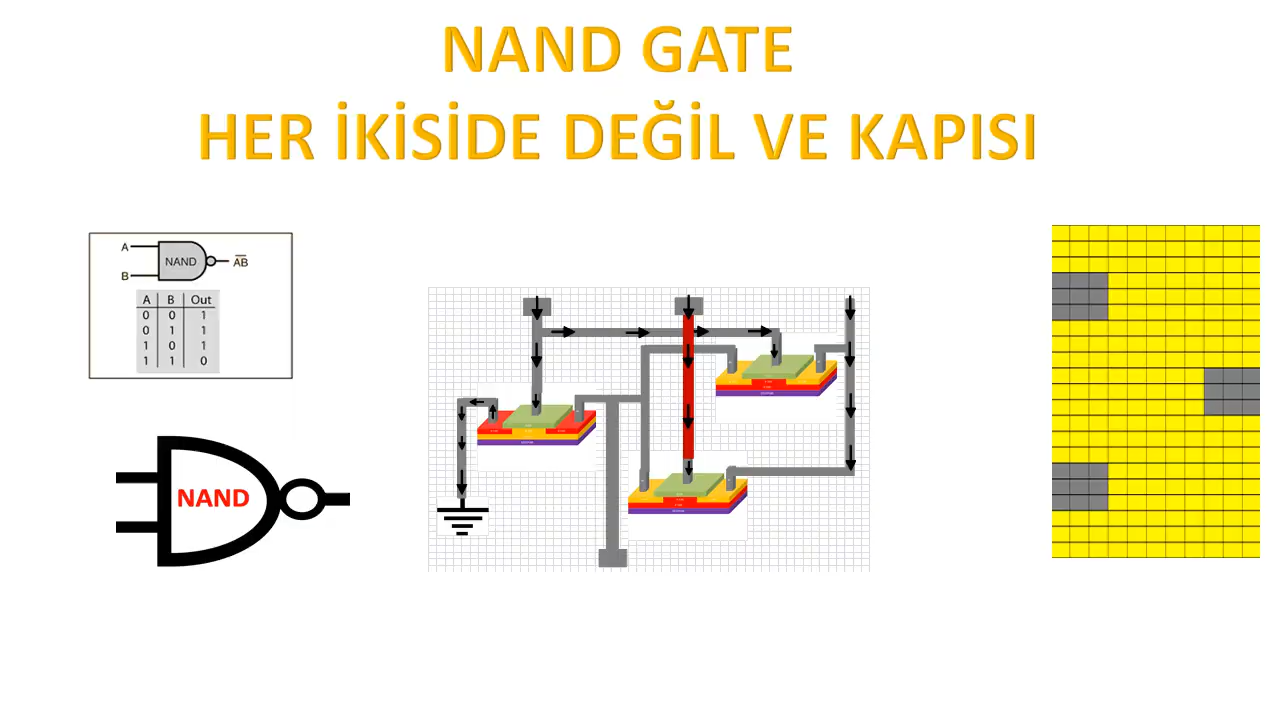 NAND GATE
HER İKİSİDE DEĞİL VE KAPISI
A
NAND
AB
B
A B Out
0 0 1
0 1 1
1 0 1
1 1 0
NAND